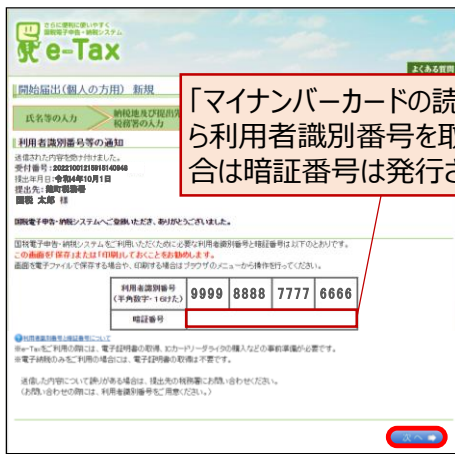 さらに便利に使いやすく
国税電子申告・納税システム
e-Tax
よくある質問
開始届出(個人の方用) 新規
氏名等の入力
納税地及び提出先
税務署の入力
「マイナンバーカードの読
ら利用者識別番号を取
合は暗証番号は発行さ
利用者識別番号等の通知
送信された内容を受け付けました。
受付番号:20221001215915140948
提出年月日:令和4年10月1日
提出先:麹町税務署
国税 太郎 様
国税電子申告・納税システムへご登録いただき、ありがとうございました。
国税電子申告・納税システムをご利用いただくために必要な利用者識別番号と暗証番号は以下のとおりです。
この画面を「保存」または「印刷」しておくことをお勧めします。
画面を電子ファイルで保存する場合や、印刷する場合はブラウザのメニューから操作を行ってください。
利用者識別番号
(半角数字・16けた)
9999 8888 7777 6666
暗証番号
利用者識別番号と暗証番号について
※e-Taxをご利用の際には、電子証明書の取得、ICカードリーダライタの購入などの事前準備が必要です。
※電子納税のみをご利用の場合には、電子証明書の取得は不要です。
送信した内容について誤りがある場合は、提出先の税務署にお問い合わせください。
(お問い合わせの際には、利用者識別番号をご用意ください。)
次へ